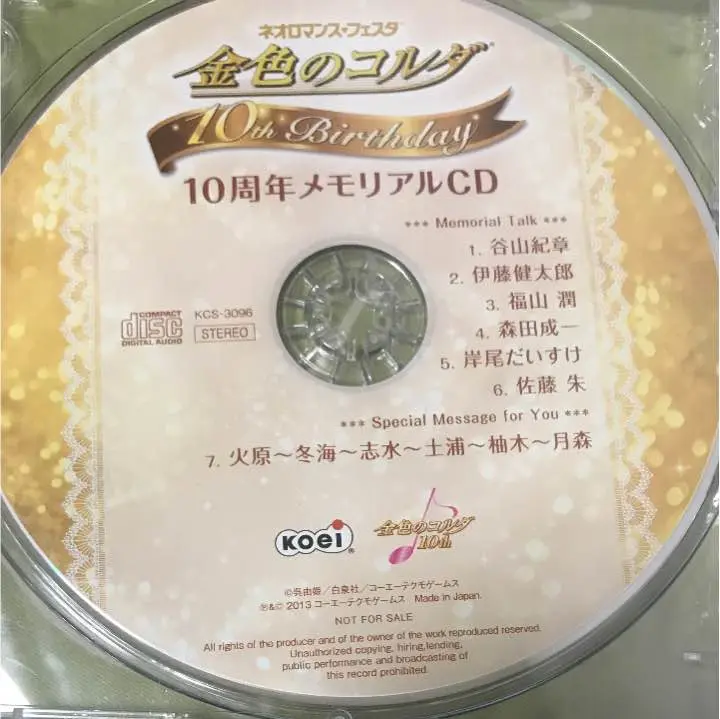 ネオロマンス・フェスタ
金色のコルダ
10th Birthday
10周年メモリアルCD
*** Memorial Talk ***
1. 谷山紀章
2. 伊藤健太郎
3. 福山 潤
4. 森田成一
5. 岸尾だいすけ
6. 佐藤 朱
*** Special Message for You ***
7. 火原～冬海～志水～土浦～柚木～月森
COMPACT
disc
DIGITAL AUDIO
KCS-3096
STEREO
KOEI®
金色のコルダ
10th
©呉由姫／白泉社／コーエーテクモゲームス
℗&© 2013 コーエーテクモゲームス Made in Japan.
NOT FOR SALE
All rights of the producer and of the owner of the work reproduced reserved.
Unauthorized copying, hiring,lending,
public performance and broadcasting of
this record prohibited.